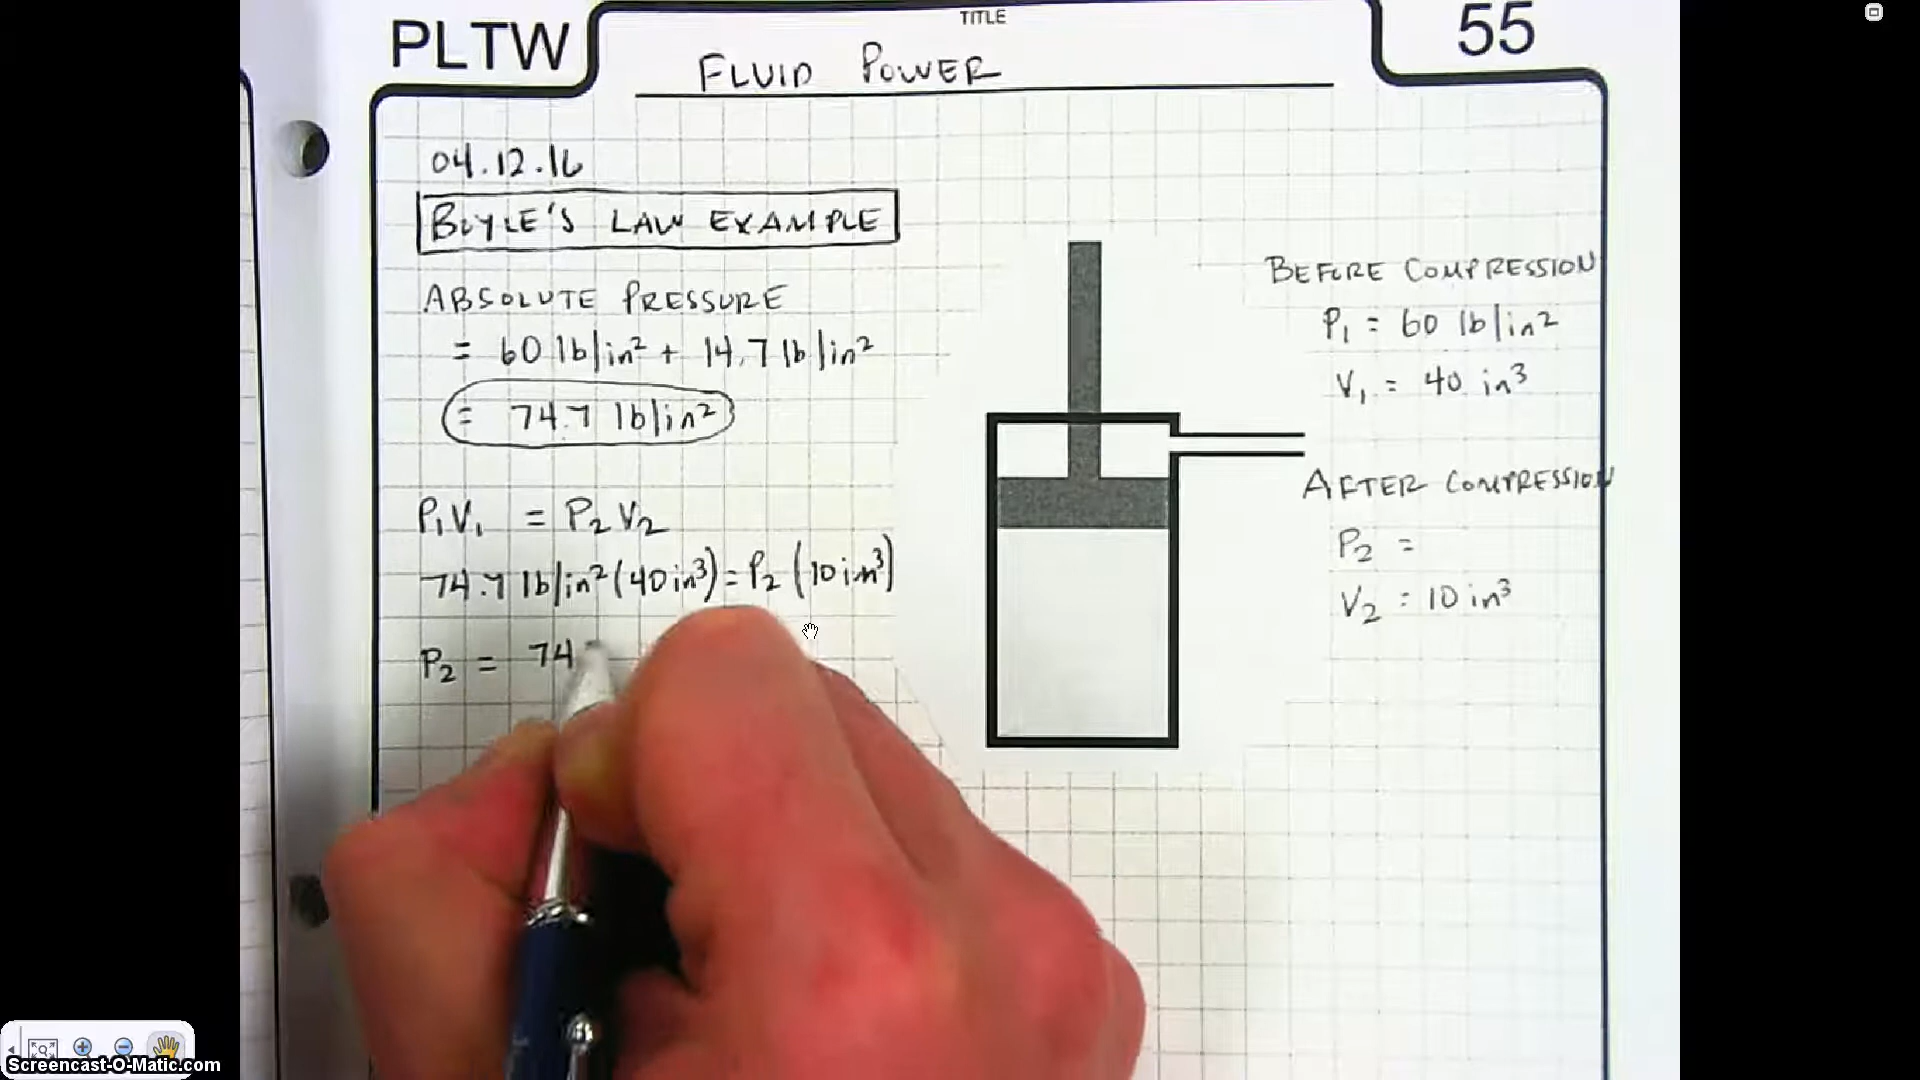 PLTW
TITLE
FLUID POWER
55
04.12.16
BOYLE'S LAW EXAMPLE
ABSOLUTE PRESSURE
= 60 lb/in² + 14.7 lb/in²
= 74.7 lb/in²
P₁V₁ = P₂V₂
74.7 lb/in² (40 in³) = P₂ (10 in³)
P₂ = 74
BEFORE COMPRESSION
P₁ = 60 lb/in²
V₁ = 40 in³
AFTER COMPRESSION
P₂ =
V₂ = 10 in³
Screencast-O-Matic.com